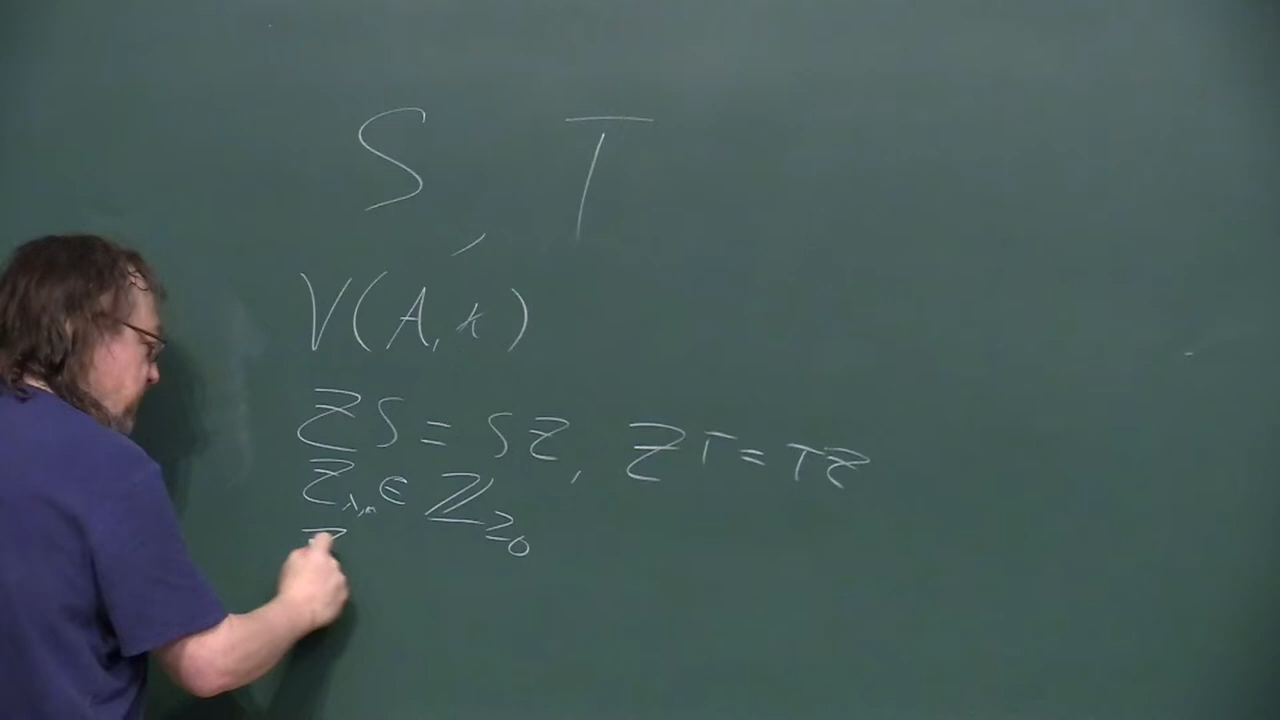 S, T
V(A, k)
ZS = SZ, ZT = TZ
Z_{λ,μ} ∈ ℤ_{≥0}
Z